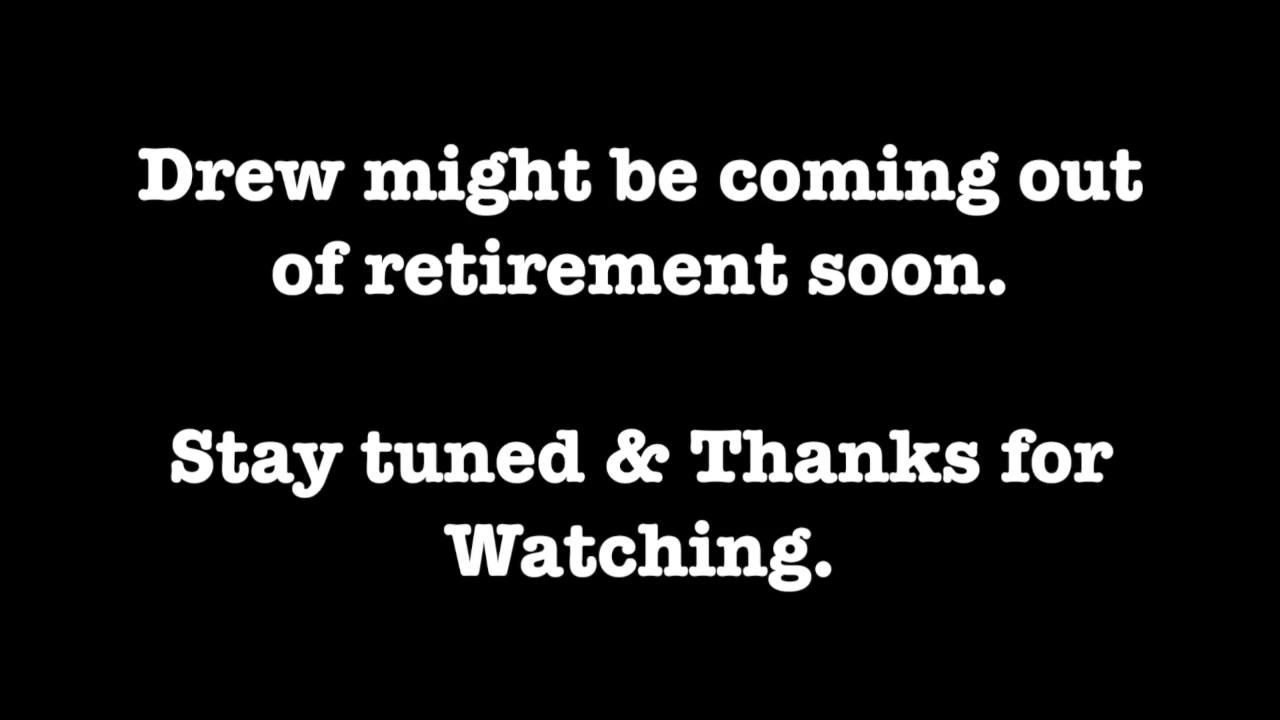 Drew might be coming out
of retirement soon.
Stay tuned & Thanks for
Watching.